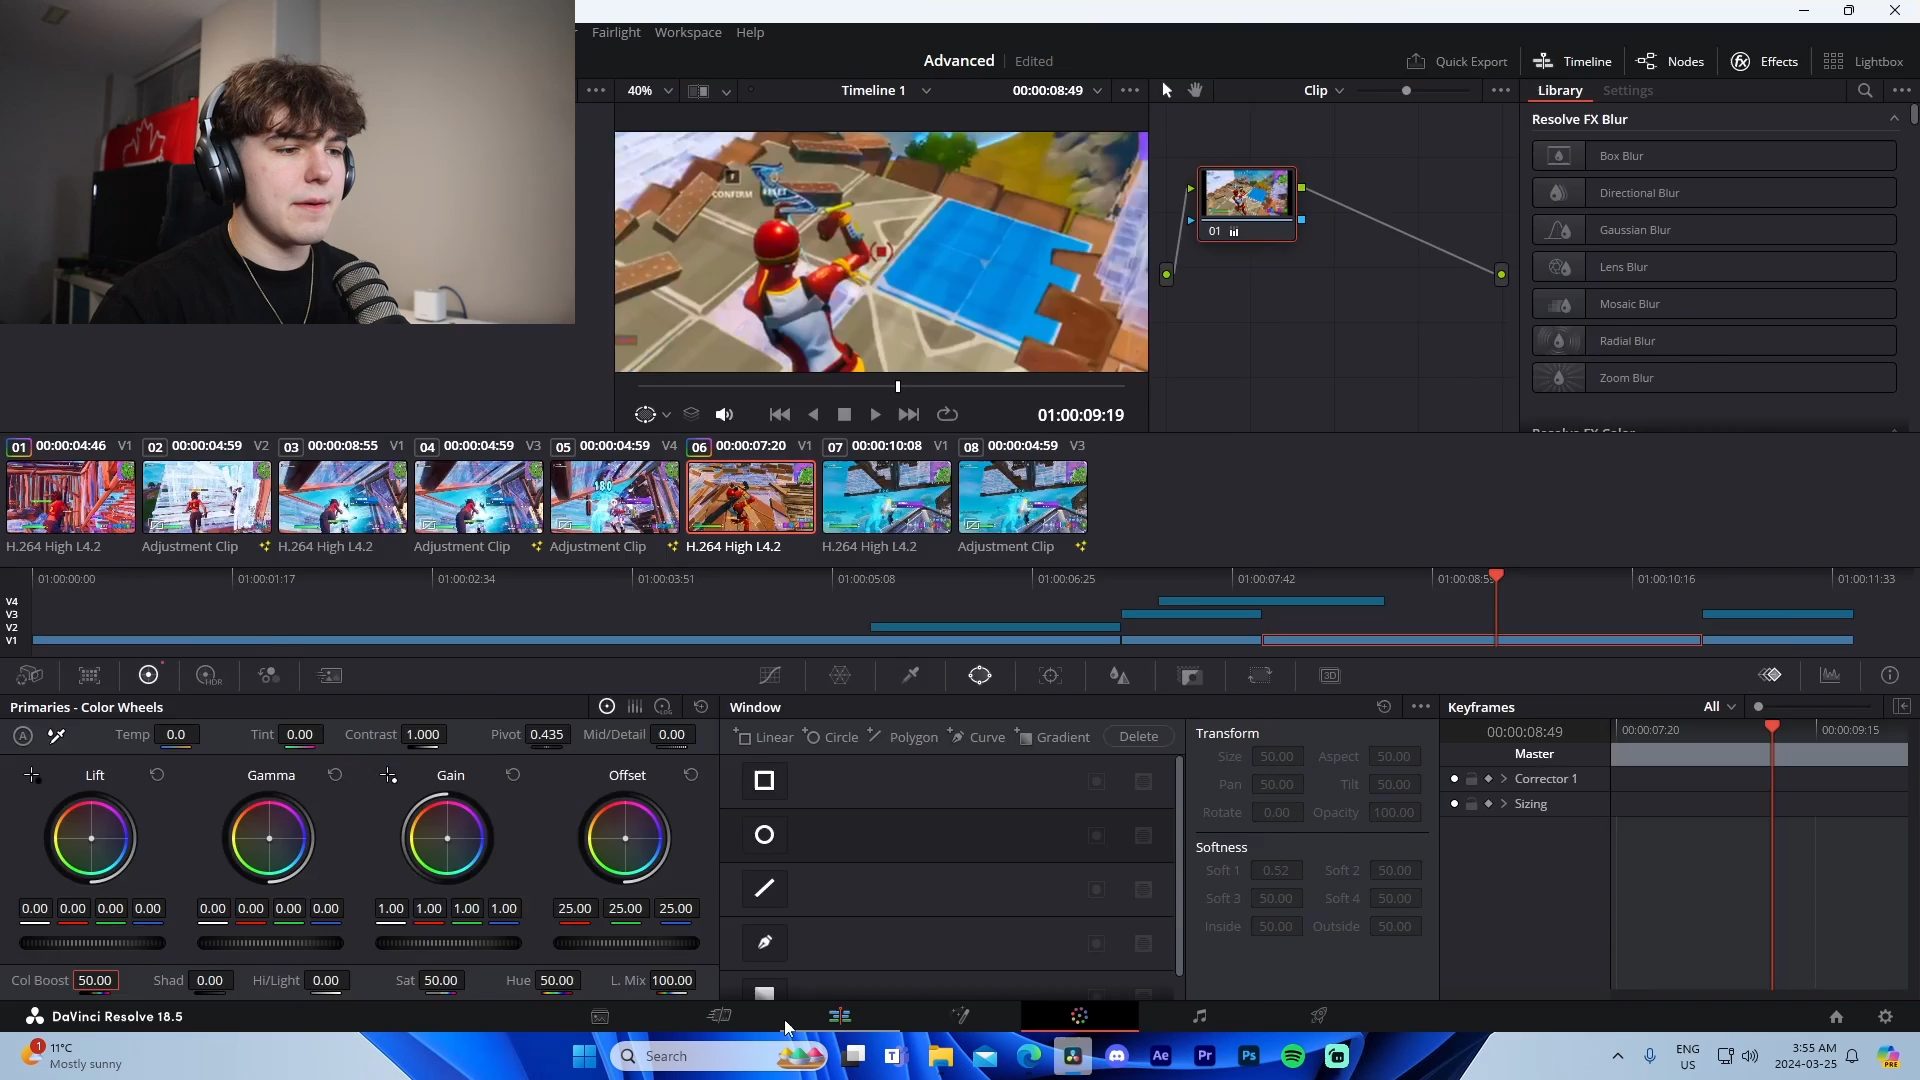 Fairlight Workspace Help
Advanced Edited
Quick Export Timeline Nodes Effects Lightbox
40% Timeline 1 00:00:08:49 Clip Library Settings
Resolve FX Blur
Box Blur
Directional Blur
Gaussian Blur
Lens Blur
Mosaic Blur
Radial Blur
Zoom Blur
CONFIRM RESET
01
01:00:09:19
01 00:00:04:46 V1 02 00:00:04:59 V2 03 00:00:08:55 V1 04 00:00:04:59 V3 05 00:00:04:59 V4 06 00:00:07:20 V1 07 00:00:10:08 V1 08 00:00:04:59 V3
180
H.264 High L4.2 Adjustment Clip H.264 High L4.2 Adjustment Clip Adjustment Clip H.264 High L4.2 H.264 High L4.2 Adjustment Clip
01:00:00:00 01:00:01:17 01:00:02:34 01:00:03:51 01:00:05:08 01:00:06:25 01:00:07:42 01:00:08:59 01:00:10:16 01:00:11:33
V4
V3
V2
V1
HDR 3D
Primaries - Color Wheels LOG Window Keyframes All
A Temp 0.0 Tint 0.00 Contrast 1.000 Pivot 0.435 Mid/Detail 0.00
Linear Circle Polygon Curve Gradient Delete
Lift Gamma Gain Offset
0.00 0.00 0.00 0.00 0.00 0.00 0.00 0.00 1.00 1.00 1.00 1.00 25.00 25.00 25.00
Col Boost 50.00 Shad 0.00 Hi/Light 0.00 Sat 50.00 Hue 50.00 L. Mix 100.00
Transform
Size 50.00 Aspect 50.00
Pan 50.00 Tilt 50.00
Rotate 0.00 Opacity 100.00
Softness
Soft 1 0.52 Soft 2 50.00
Soft 3 50.00 Soft 4 50.00
Inside 50.00 Outside 50.00
00:00:08:49 00:00:07:20 00:00:09:15
Master
Corrector 1
Sizing
DaVinci Resolve 18.5
1 11°C
Mostly sunny
Search
T Ae Pr Ps
ENG
US
3:55 AM
2024-03-25
PRE